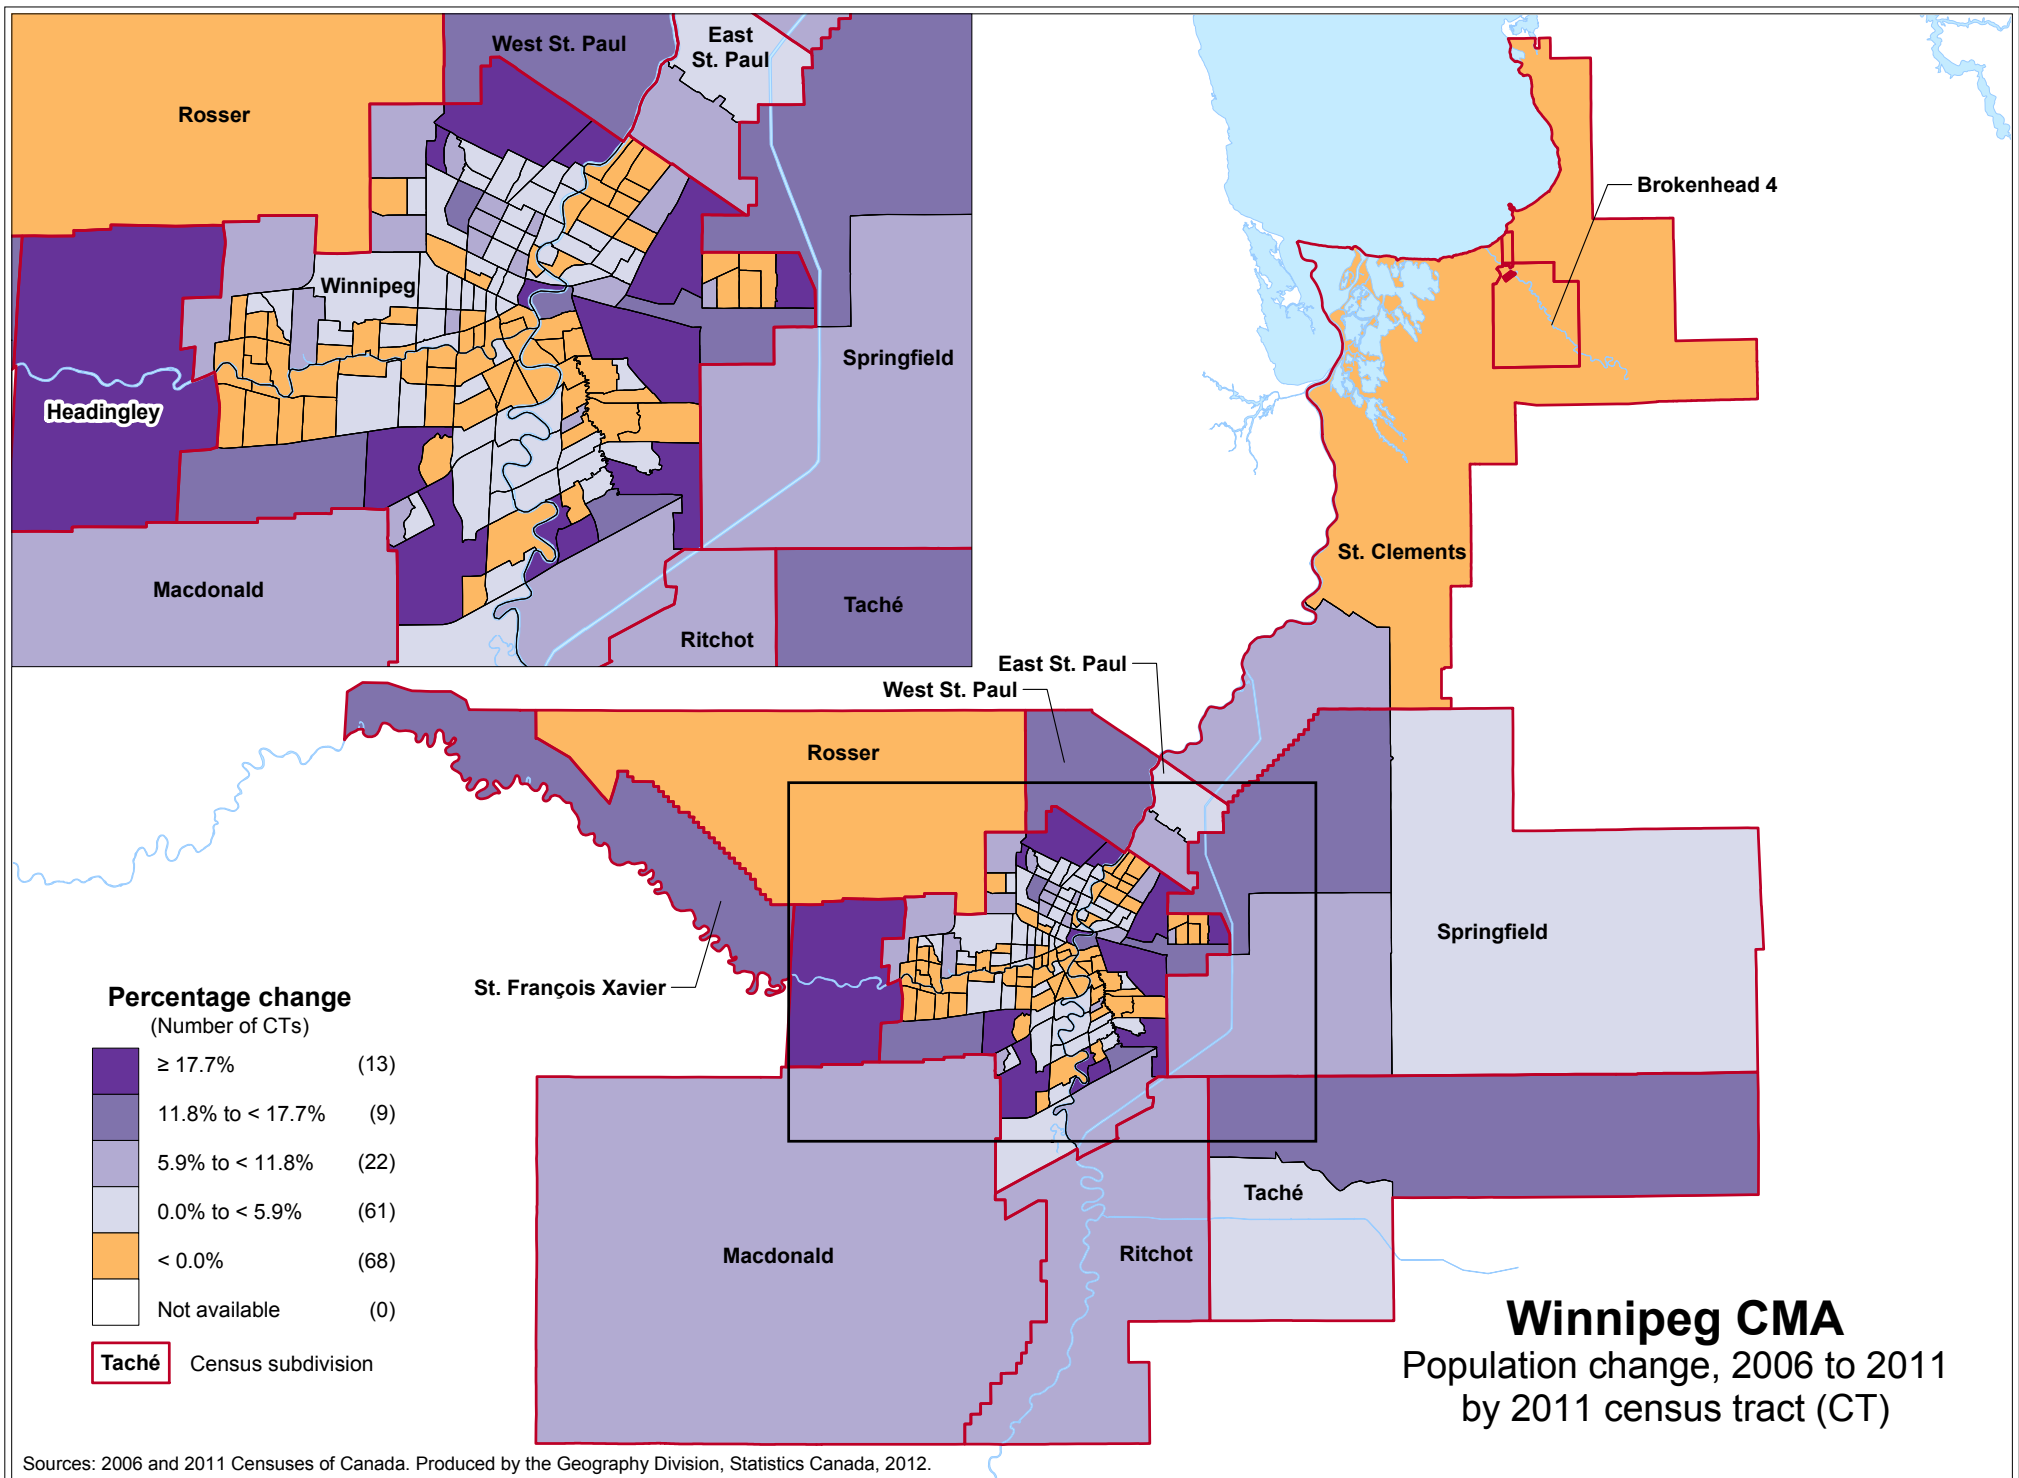 West St. Paul
East
St. Paul
Rosser
Winnipeg
Springfield
Headingley
Macdonald
Taché
Ritchot
Brokenhead 4
St. Clements
East St. Paul
West St. Paul
Rosser
Springfield
St. François Xavier
Taché
Macdonald
Ritchot
Percentage change
(Number of CTs)
≥ 17.7% (13)
11.8% to < 17.7% (9)
5.9% to < 11.8% (22)
0.0% to < 5.9% (61)
< 0.0% (68)
Not available (0)
Taché Census subdivision
Winnipeg CMA
Population change, 2006 to 2011
by 2011 census tract (CT)
Sources: 2006 and 2011 Censuses of Canada. Produced by the Geography Division, Statistics Canada, 2012.